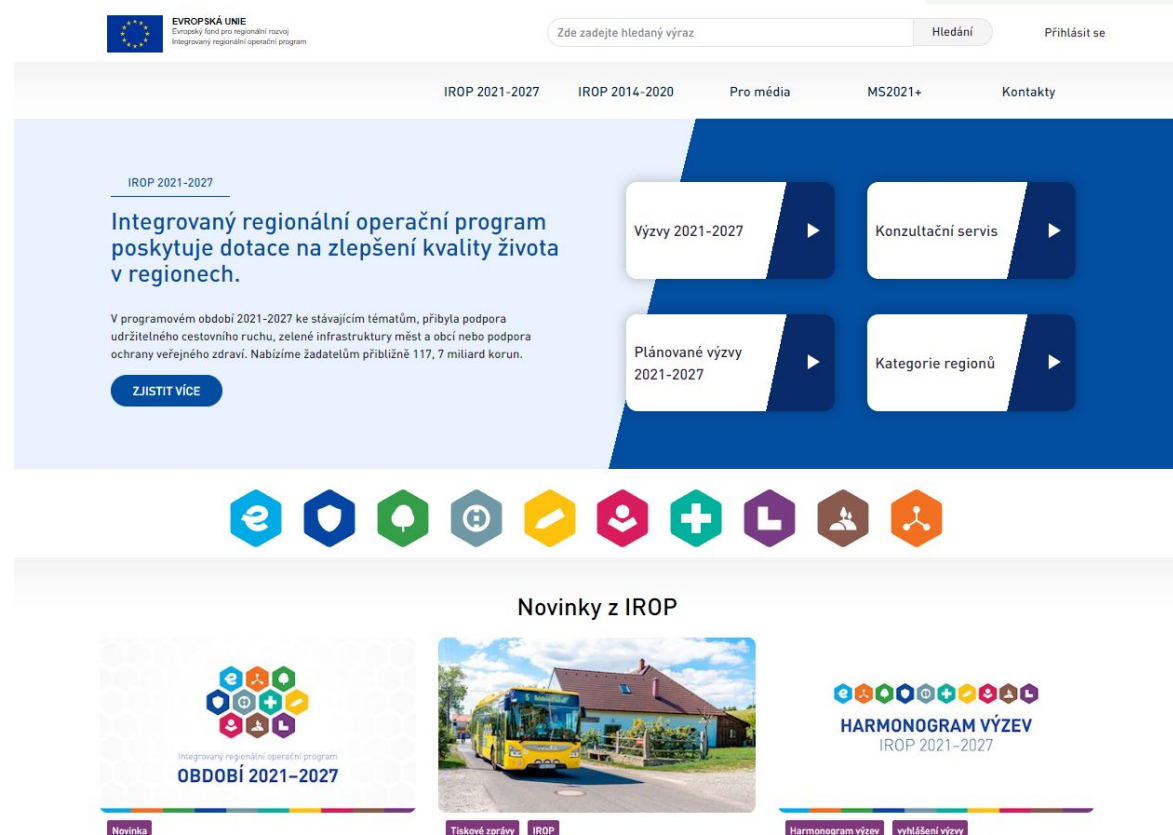 EVROPSKÁ UNIE
Evropský fond pro regionální rozvoj
Integrovaný regionální operační program
Zde zadejte hledaný výraz
Hledání
Přihlásit se
IROP 2021-2027
IROP 2014-2020
Pro média
MS2021+
Kontakty
IROP 2021-2027
Integrovaný regionální operační program
poskytuje dotace na zlepšení kvality života
v regionech.
V programovém období 2021-2027 ke stávajícím tématům, přibyla podpora
udržitelného cestovního ruchu, zelené infrastruktury měst a obcí nebo podpora
ochrany veřejného zdraví. Nabízíme žadatelům přibližně 117, 7 miliard korun.
ZJISTIT VÍCE
Výzvy 2021-2027
Konzultační servis
Plánované výzvy
2021-2027
Kategorie regionů
Novinky z IROP
Integrovaný regionální operační program
OBDOBÍ 2021–2027
HARMONOGRAM VÝZEV
IROP 2021–2027
Novinka
Tiskové zprávy
IROP
Harmonogram výzev
vyhlášení výzvy